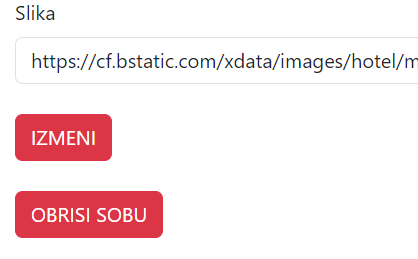 Slika
https://cf.bstatic.com/xdata/images/hotel/m
IZMENI
OBRISI SOBU